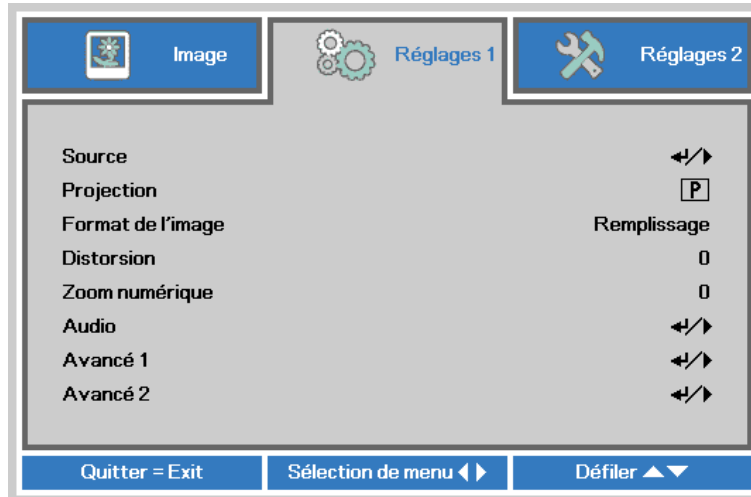 Image
Réglages 1
Réglages 2
Source
Projection P
Format de l'image Remplissage
Distorsion 0
Zoom numérique 0
Audio
Avancé 1
Avancé 2
Quitter = Exit
Sélection de menu
Défiler